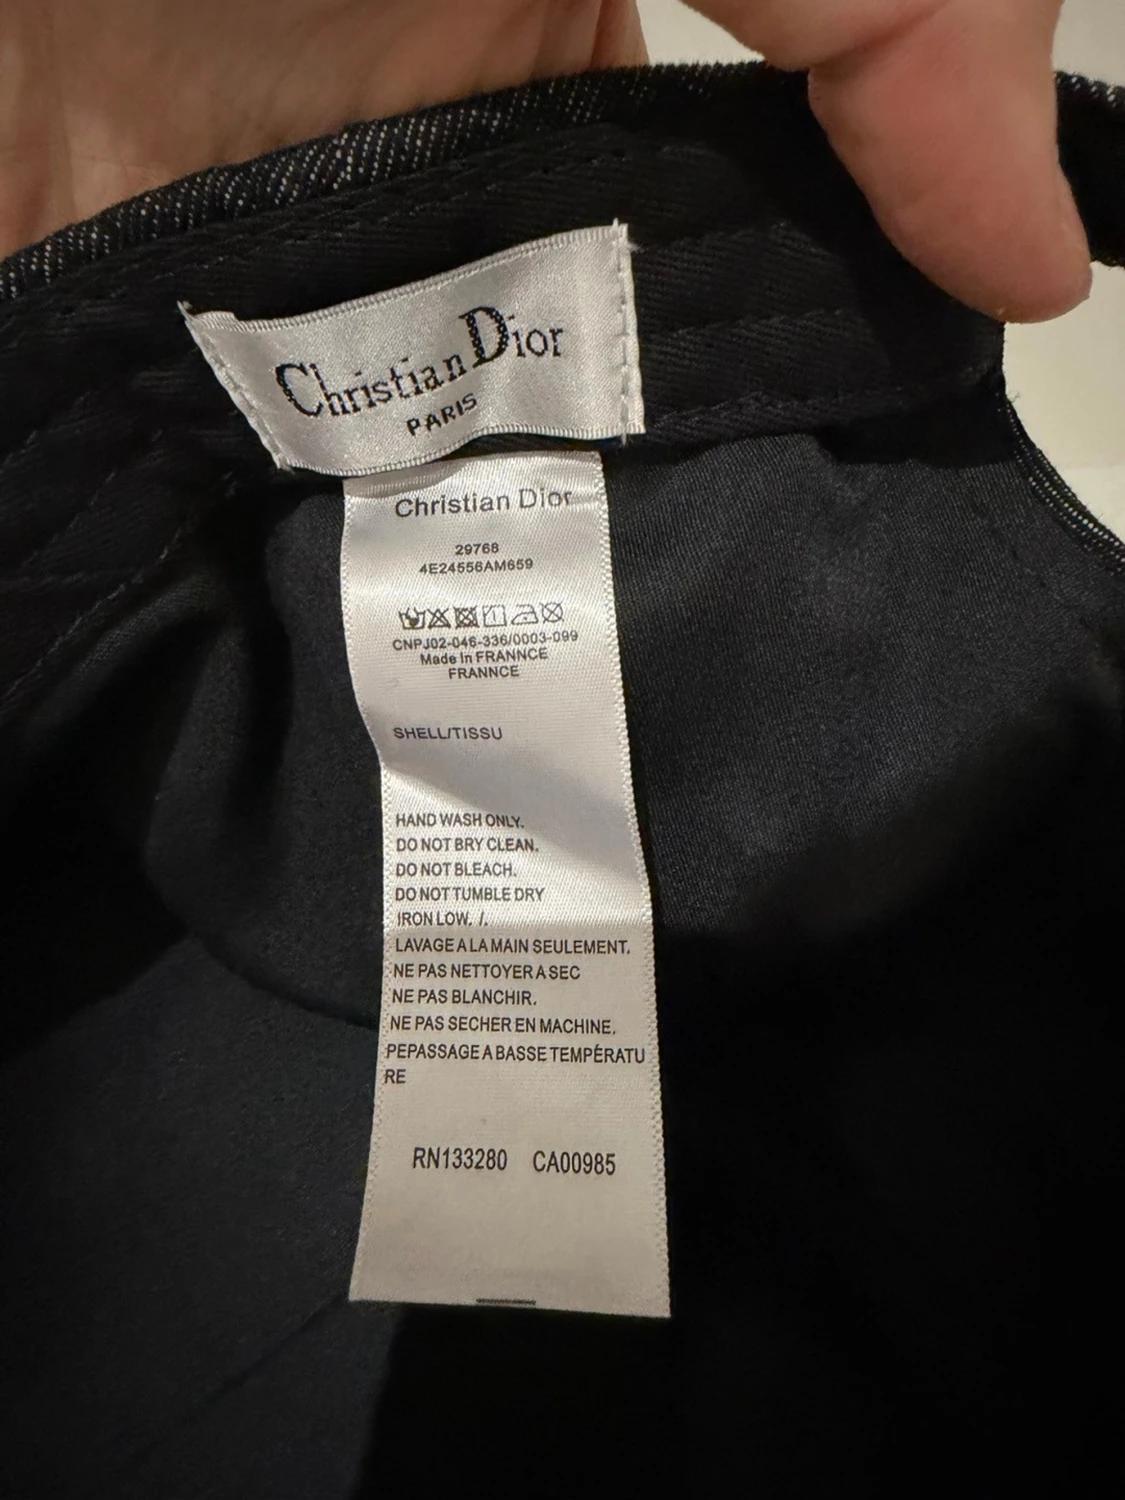 Christian Dior
PARIS
Christian Dior
29768
4E24556AM659
CNPJ02-046-336/0003-099
Made In FRANNCE
FRANNCE
SHELL/TISSU
HAND WASH ONLY.
DO NOT BRY CLEAN.
DO NOT BLEACH.
DO NOT TUMBLE DRY
IRON LOW. /.
LAVAGE A LA MAIN SEULEMENT.
NE PAS NETTOYER A SEC
NE PAS BLANCHIR.
NE PAS SECHER EN MACHINE.
PEPASSAGE A BASSE TEMPÉRATU
RE
RN133280 CA00985